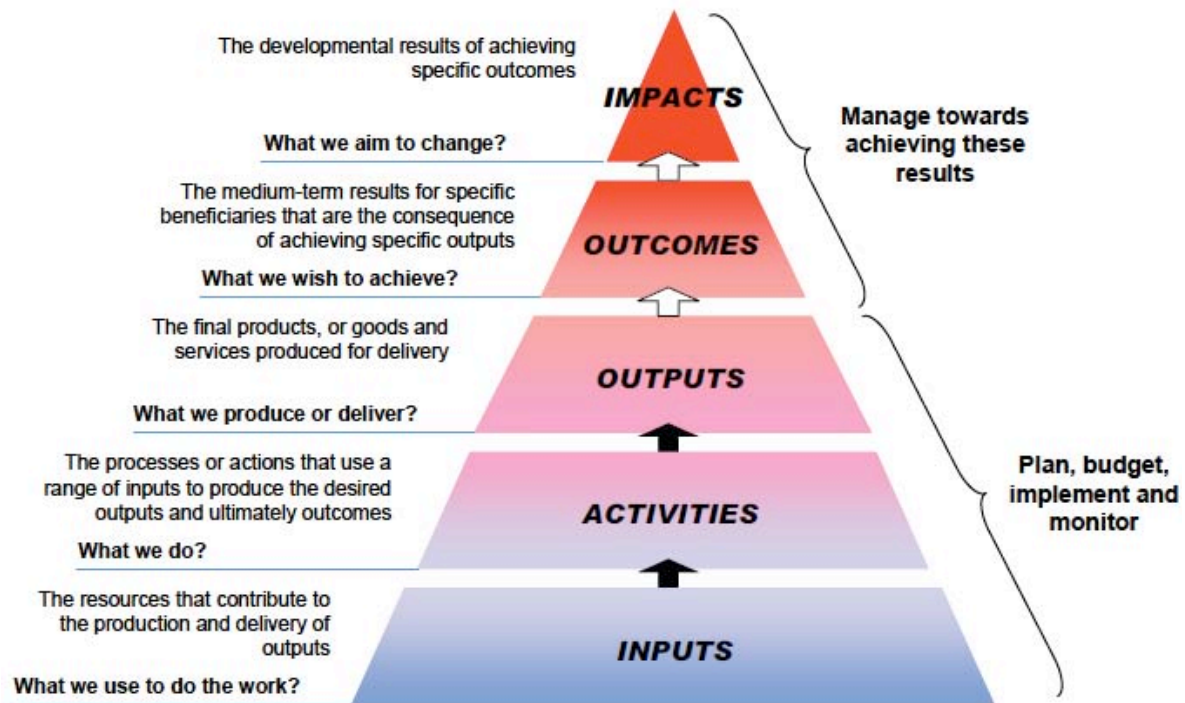 The developmental results of achieving
specific outcomes
IMPACTS
What we aim to change?
Manage towards
achieving these
results
The medium-term results for specific
beneficiaries that are the consequence
of achieving specific outputs
OUTCOMES
What we wish to achieve?
The final products, or goods and
services produced for delivery
OUTPUTS
What we produce or deliver?
The processes or actions that use a
range of inputs to produce the desired
outputs and ultimately outcomes
ACTIVITIES
What we do?
Plan, budget,
implement and
monitor
The resources that contribute to
the production and delivery of
outputs
INPUTS
What we use to do the work?